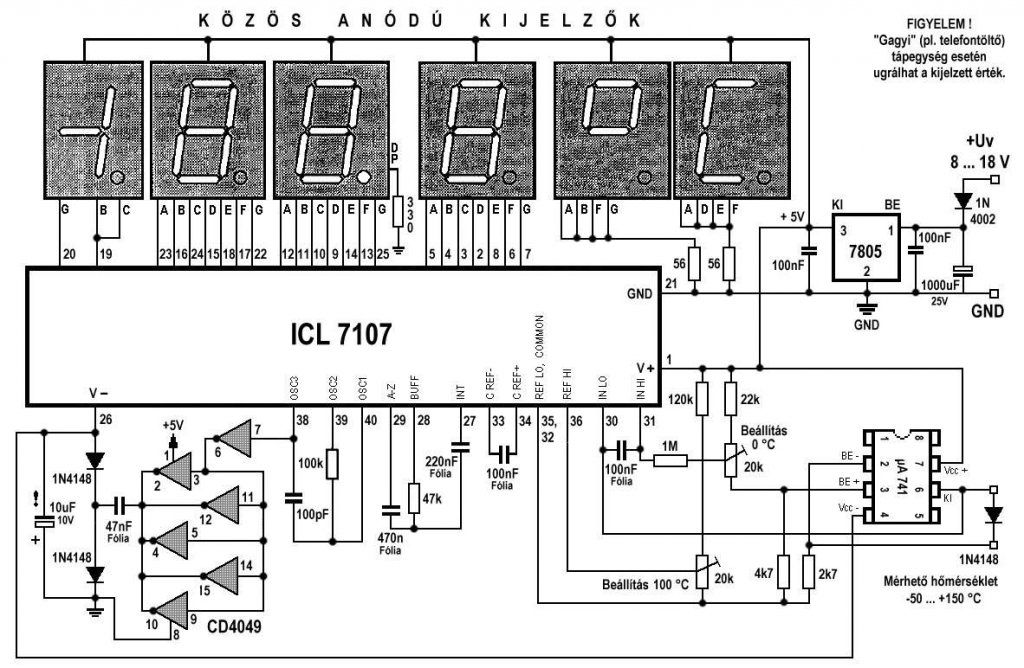 KÖZÖS ANÓDÚ KIJELZŐK
FIGYELEM !
"Gagyi" (pl. telefontöltő)
tápegység esetén
ugrálhat a kijelzett érték.
+Uv
8 ... 18 V
DP
330
G B C
A B C D E F G
A B C D E F G
A B C D E F G
A B F G
A D E F
1N
4002
+ 5V
KI BE
3 1
7805
2
100nF
100nF
1000uF
25V
GND
GND
20 19
23 16 24 15 18 17 22
12 11 10 9 14 13 25
5 4 3 2 8 6 7
56 56
21
GND
ICL 7107
V+
1
V -
OSC3
OSC2
OSC1
A-Z
BUFF
INT
C REF-
C REF+
REF LO, COMMON
REF HI
IN LO
IN HI
26
38 39 40 29 28 27 33 34 35, 36 30 31
32
120k 22k
Beállítás
0 °C
20k
1M
+5V
1
2 3
6 7
12 11
4 5
15 14
10 9
8
CD4049
1N4148
1N4148
10uF
10V
+
47nF
Fólia
100k
100pF
470n
Fólia
47k
220nF
Fólia
100nF
Fólia
100nF
Fólia
Beállítás 100 °C
20k
4k7 2k7
µA 741
1 8
2 7
3 6
4 5
BE -
BE +
Vcc -
Vcc +
KI
1N4148
Mérhető hőmérséklet
-50 ... +150 °C